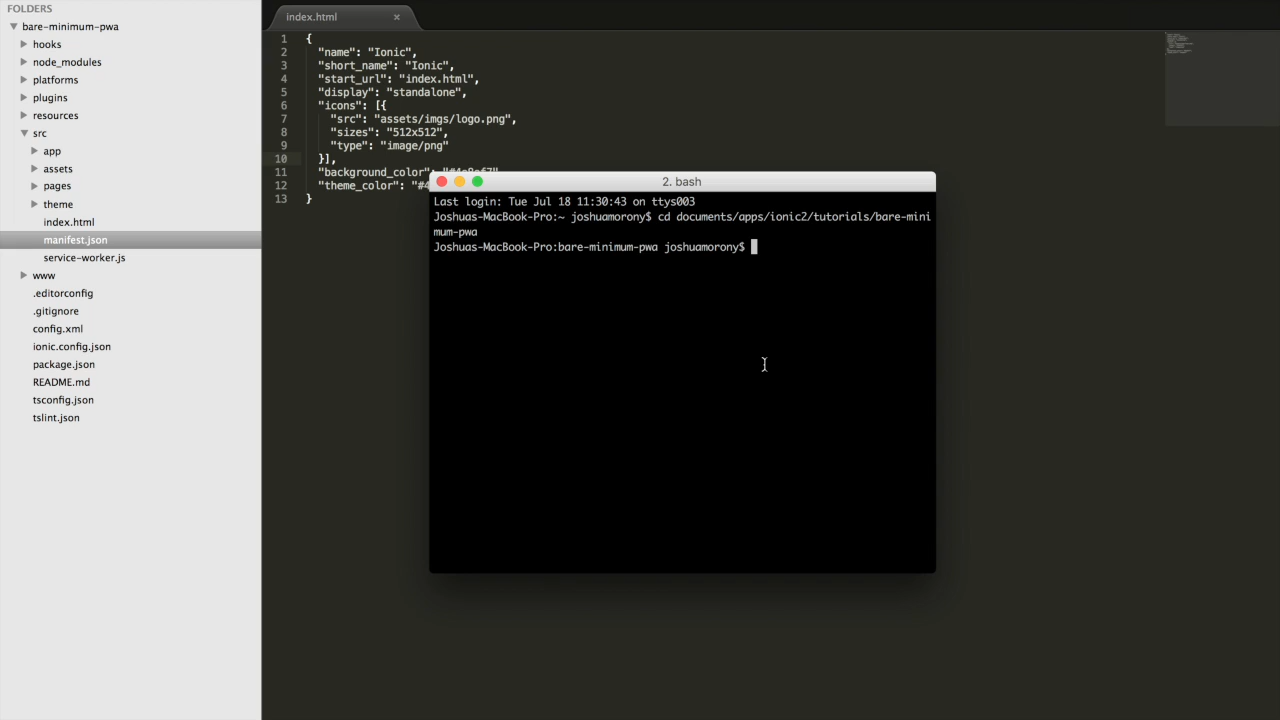 FOLDERS
bare-minimum-pwa
hooks
node_modules
platforms
plugins
resources
src
app
assets
pages
theme
index.html
manifest.json
service-worker.js
www
.editorconfig
.gitignore
config.xml
ionic.config.json
package.json
README.md
tsconfig.json
tslint.json
index.html ×
1 {
2 "name": "Ionic",
3 "short_name": "Ionic",
4 "start_url": "index.html",
5 "display": "standalone",
6 "icons": [{
7 "src": "assets/imgs/logo.png",
8 "sizes": "512x512",
9 "type": "image/png"
10 }],
11 "background_color": "#4e8ef7",
12 "theme_color": "#4
13 }
2. bash
Last login: Tue Jul 18 11:30:43 on ttys003
Joshuas-MacBook-Pro:~ joshuamorony$ cd documents/apps/ionic2/tutorials/bare-mini
mum-pwa
Joshuas-MacBook-Pro:bare-minimum-pwa joshuamorony$